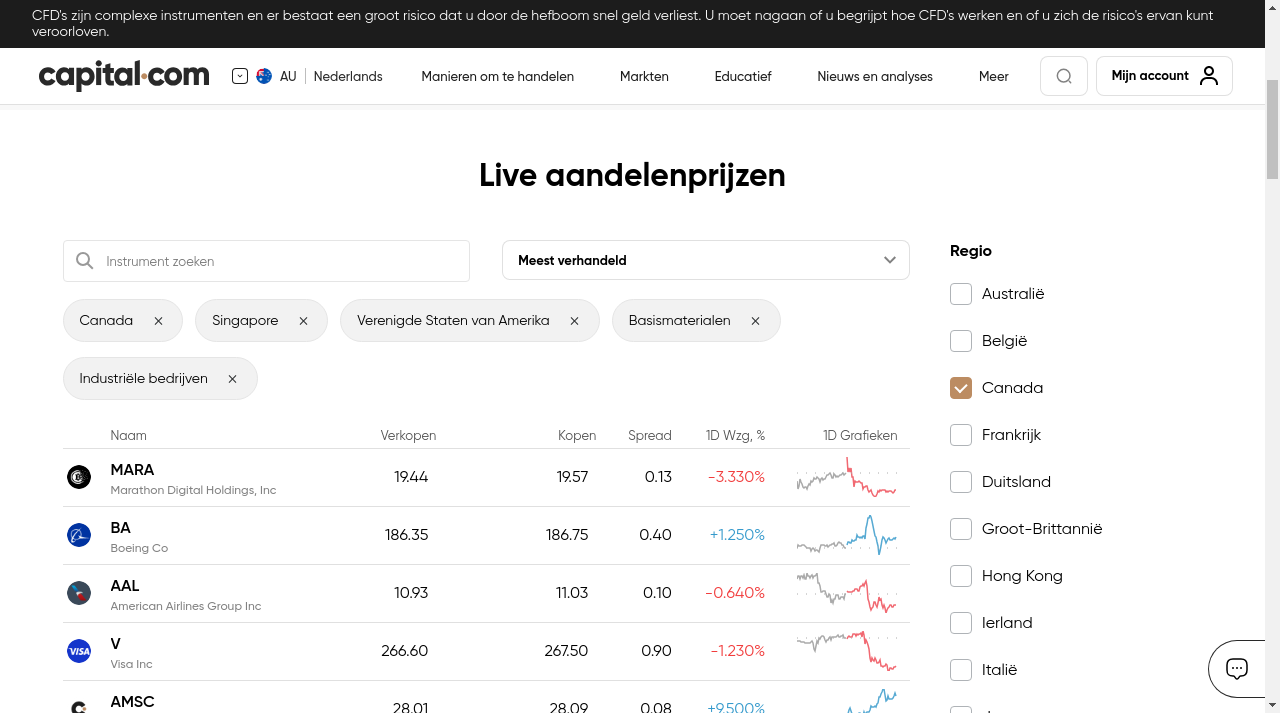 CFD's zijn complexe instrumenten en er bestaat een groot risico dat u door de hefboom snel geld verliest. U moet nagaan of u begrijpt hoe CFD's werken en of u zich de risico's ervan kunt
veroorloven.
capital.com AU Nederlands Manieren om te handelen Markten Educatief Nieuws en analyses Meer Mijn account
Live aandelenprijzen
Instrument zoeken Meest verhandeld
Canada Singapore Verenigde Staten van Amerika Basismaterialen
Industriële bedrijven
Naam Verkopen Kopen Spread 1D Wzg, % 1D Grafieken
MARA 19.44 19.57 0.13 -3.330%
Marathon Digital Holdings, Inc
BA 186.35 186.75 0.40 +1.250%
Boeing Co
AAL 10.93 11.03 0.10 -0.640%
American Airlines Group Inc
VISA
V 266.60 267.50 0.90 -1.230%
Visa Inc
AMSC 28.01 28.09 0.08 +9.500%
Regio
Australië
België
Canada
Frankrijk
Duitsland
Groot-Brittannië
Hong Kong
Ierland
Italië